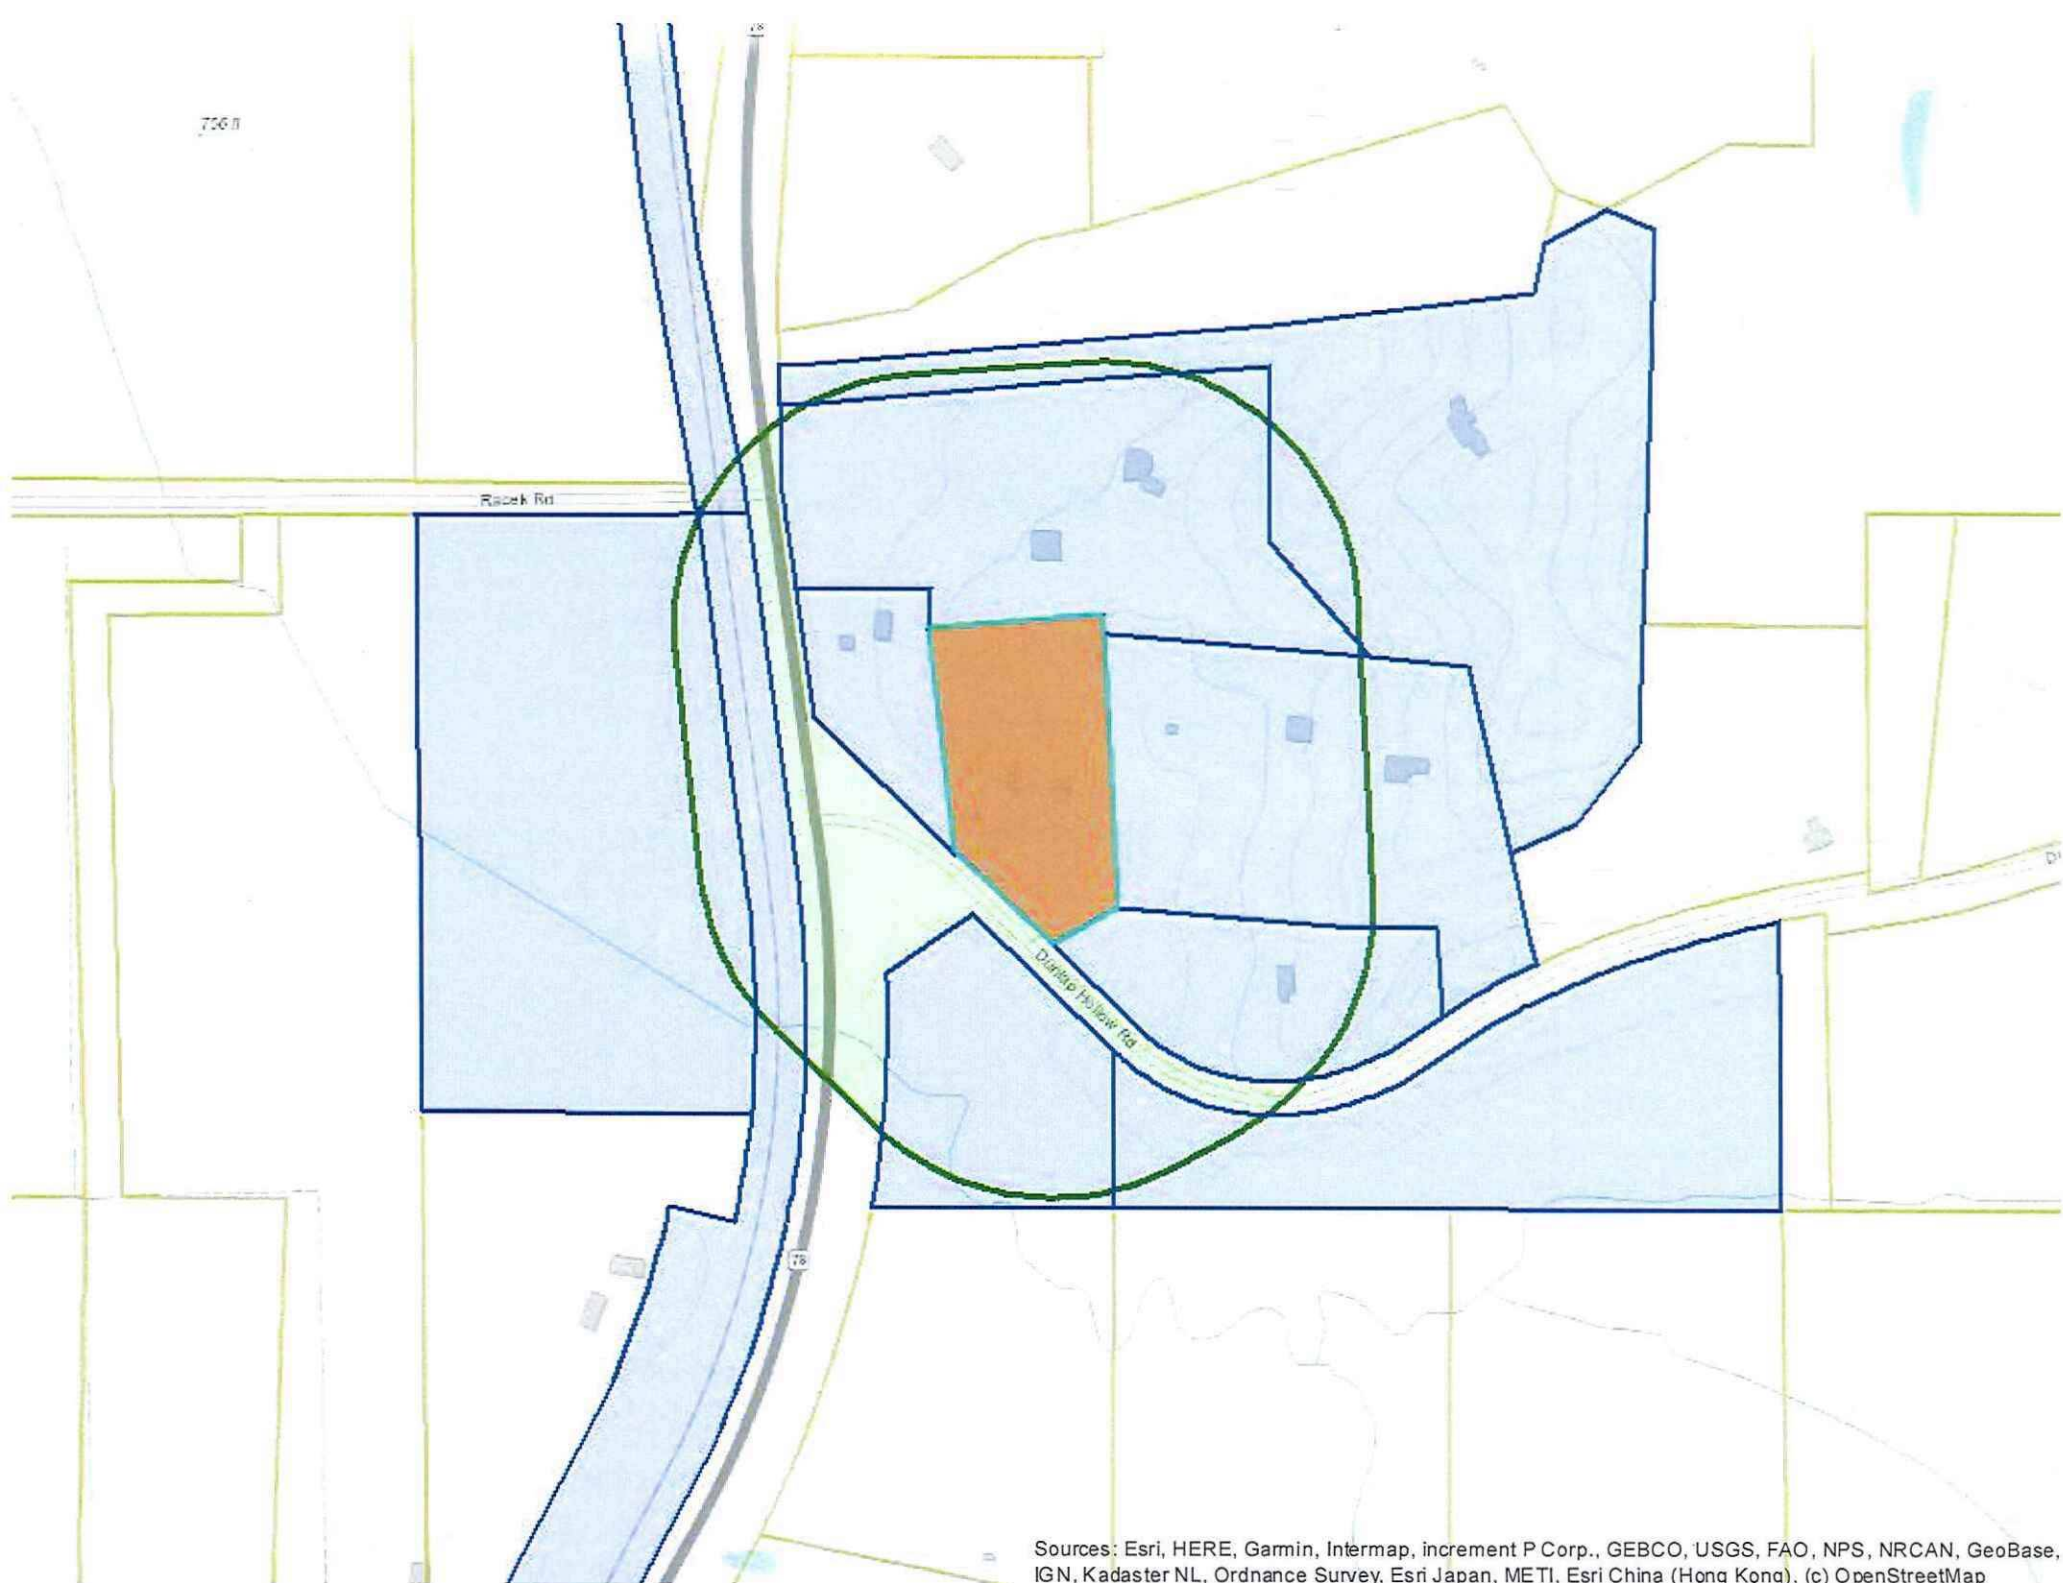 78
756 ft
Racek Rd
Dunlap Hollow Rd
78
Sources: Esri, HERE, Garmin, Intermap, increment P Corp., GEBCO, USGS, FAO, NPS, NRCAN, GeoBase,
IGN, Kadaster NL, Ordnance Survey, Esri Japan, METI, Esri China (Hong Kong), (c) OpenStreetMap